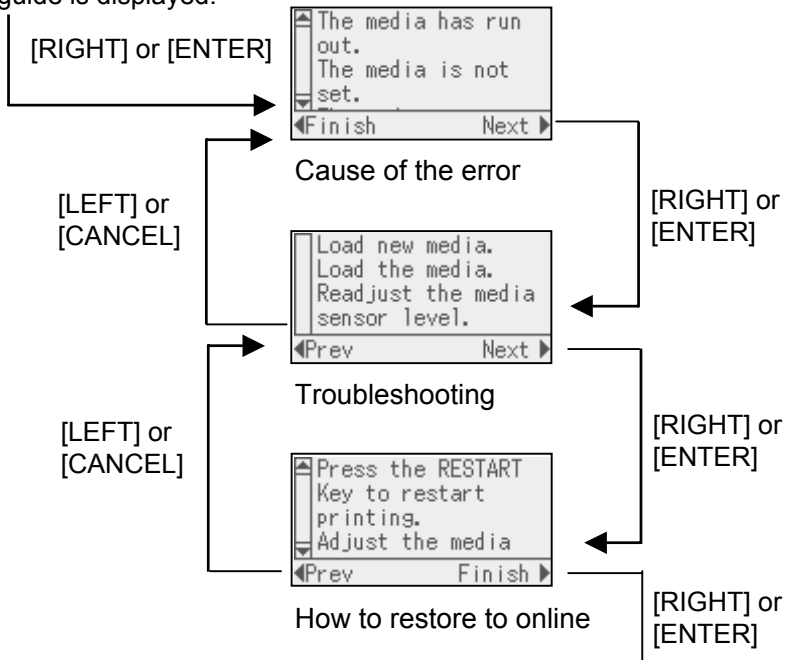 guide is displayed.
[RIGHT] or [ENTER]
The media has run
out.
The media is not
set.
Finish Next
Cause of the error
[LEFT] or
[CANCEL]
[RIGHT] or
[ENTER]
Load new media.
Load the media.
Readjust the media
sensor level.
Prev Next
Troubleshooting
[LEFT] or
[CANCEL]
[RIGHT] or
[ENTER]
Press the RESTART
Key to restart
printing.
Adjust the media
Prev Finish
How to restore to online
[RIGHT] or
[ENTER]